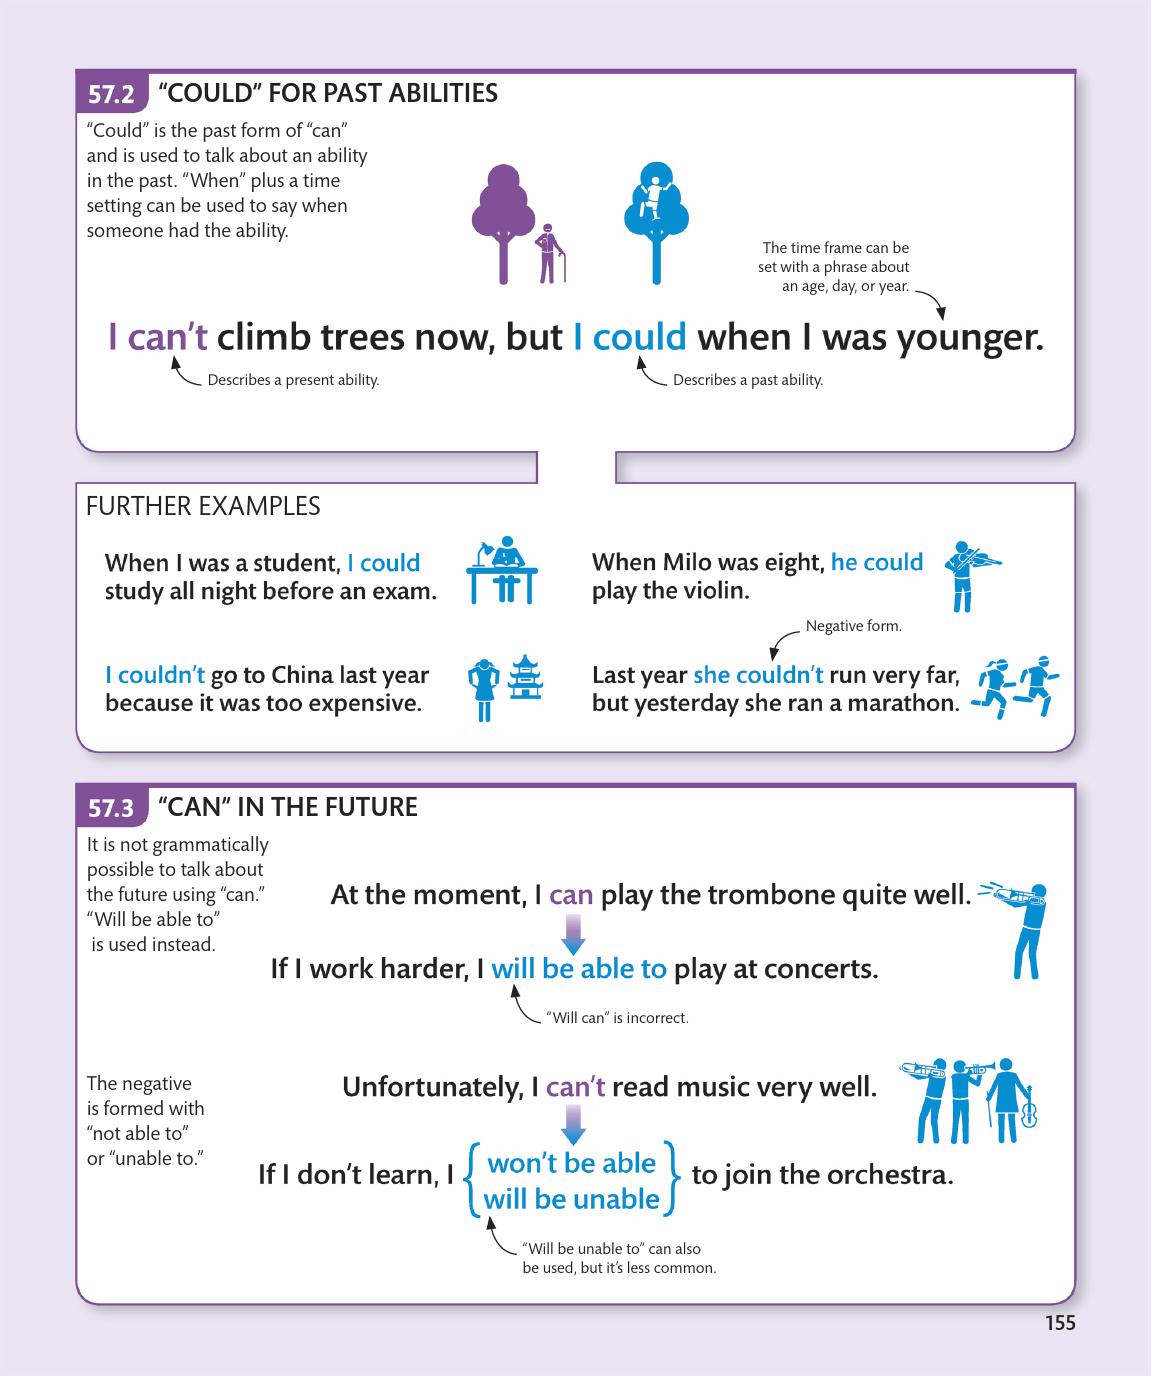 57.2 “COULD” FOR PAST ABILITIES
“Could” is the past form of “can”
and is used to talk about an ability
in the past. “When” plus a time
setting can be used to say when
someone had the ability.
The time frame can be
set with a phrase about
an age, day, or year.
I can’t climb trees now, but I could when I was younger.
Describes a present ability.
Describes a past ability.
FURTHER EXAMPLES
When I was a student, I could
study all night before an exam.
When Milo was eight, he could
play the violin.
I couldn’t go to China last year
because it was too expensive.
Negative form.
Last year she couldn’t run very far,
but yesterday she ran a marathon.
57.3 “CAN” IN THE FUTURE
It is not grammatically
possible to talk about
the future using “can.”
“Will be able to”
is used instead.
At the moment, I can play the trombone quite well.
If I work harder, I will be able to play at concerts.
“Will can” is incorrect.
The negative
is formed with
“not able to”
or “unable to.”
Unfortunately, I can’t read music very well.
If I don’t learn, I { won’t be able } to join the orchestra.
will be unable
“Will be unable to” can also
be used, but it’s less common.
155